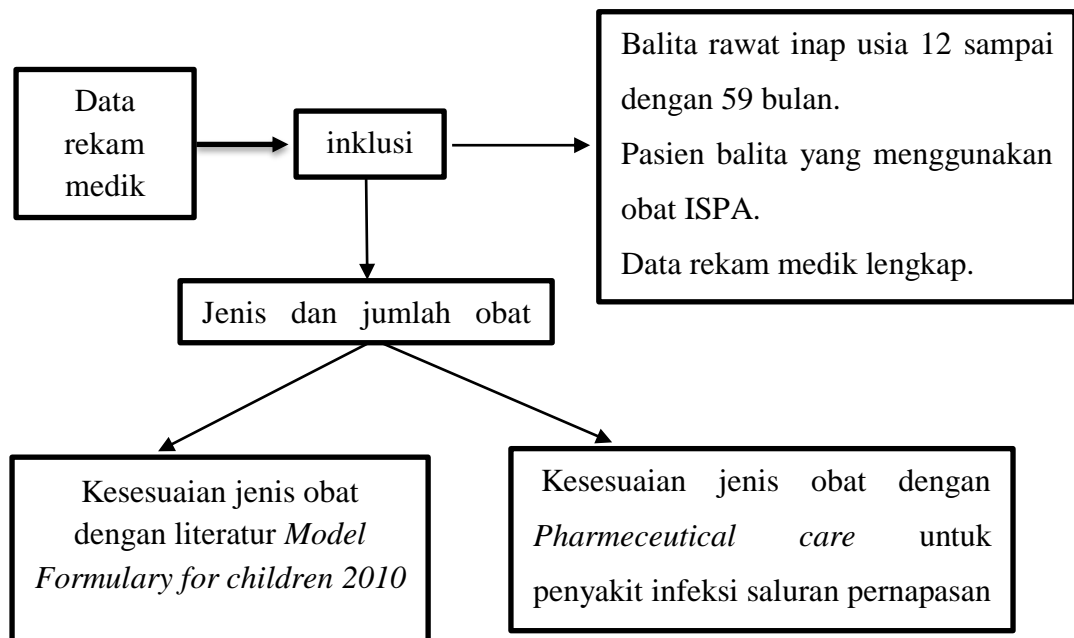 Data
rekam
medik
inklusi
Balita rawat inap usia 12 sampai
dengan 59 bulan.
Pasien balita yang menggunakan
obat ISPA.
Data rekam medik lengkap.
Jenis dan jumlah obat
Kesesuaian jenis obat
dengan literatur Model
Formulary for children 2010
Kesesuaian jenis obat dengan
Pharmeceutical care untuk
penyakit infeksi saluran pernapasan